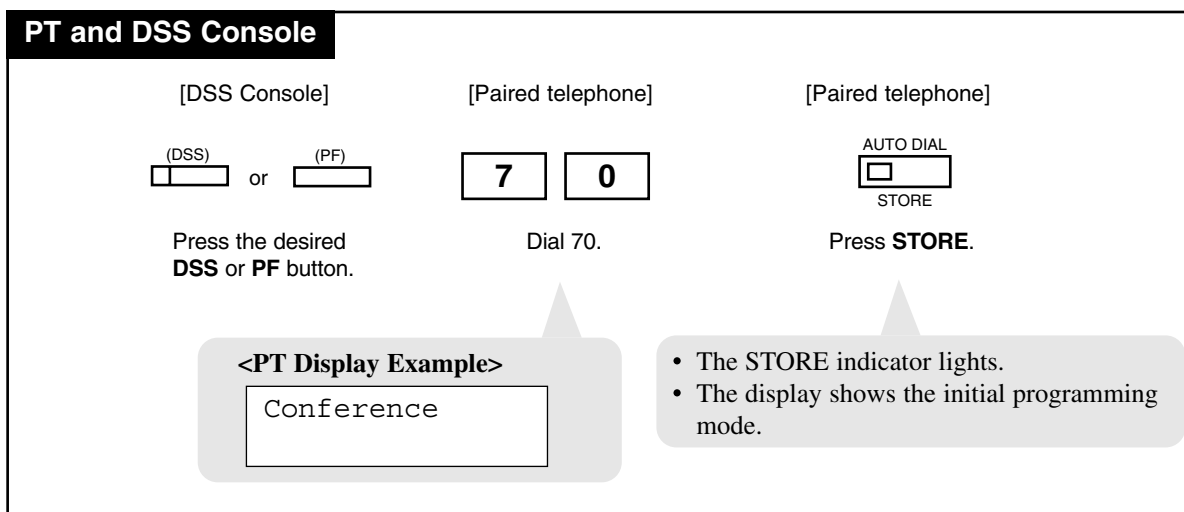 PT and DSS Console
[DSS Console]
[Paired telephone]
[Paired telephone]
(DSS)
or
(PF)
7
0
AUTO DIAL
STORE
Press the desired
DSS or PF button.
Dial 70.
Press STORE.
<PT Display Example>
Conference
• The STORE indicator lights.
• The display shows the initial programming
mode.